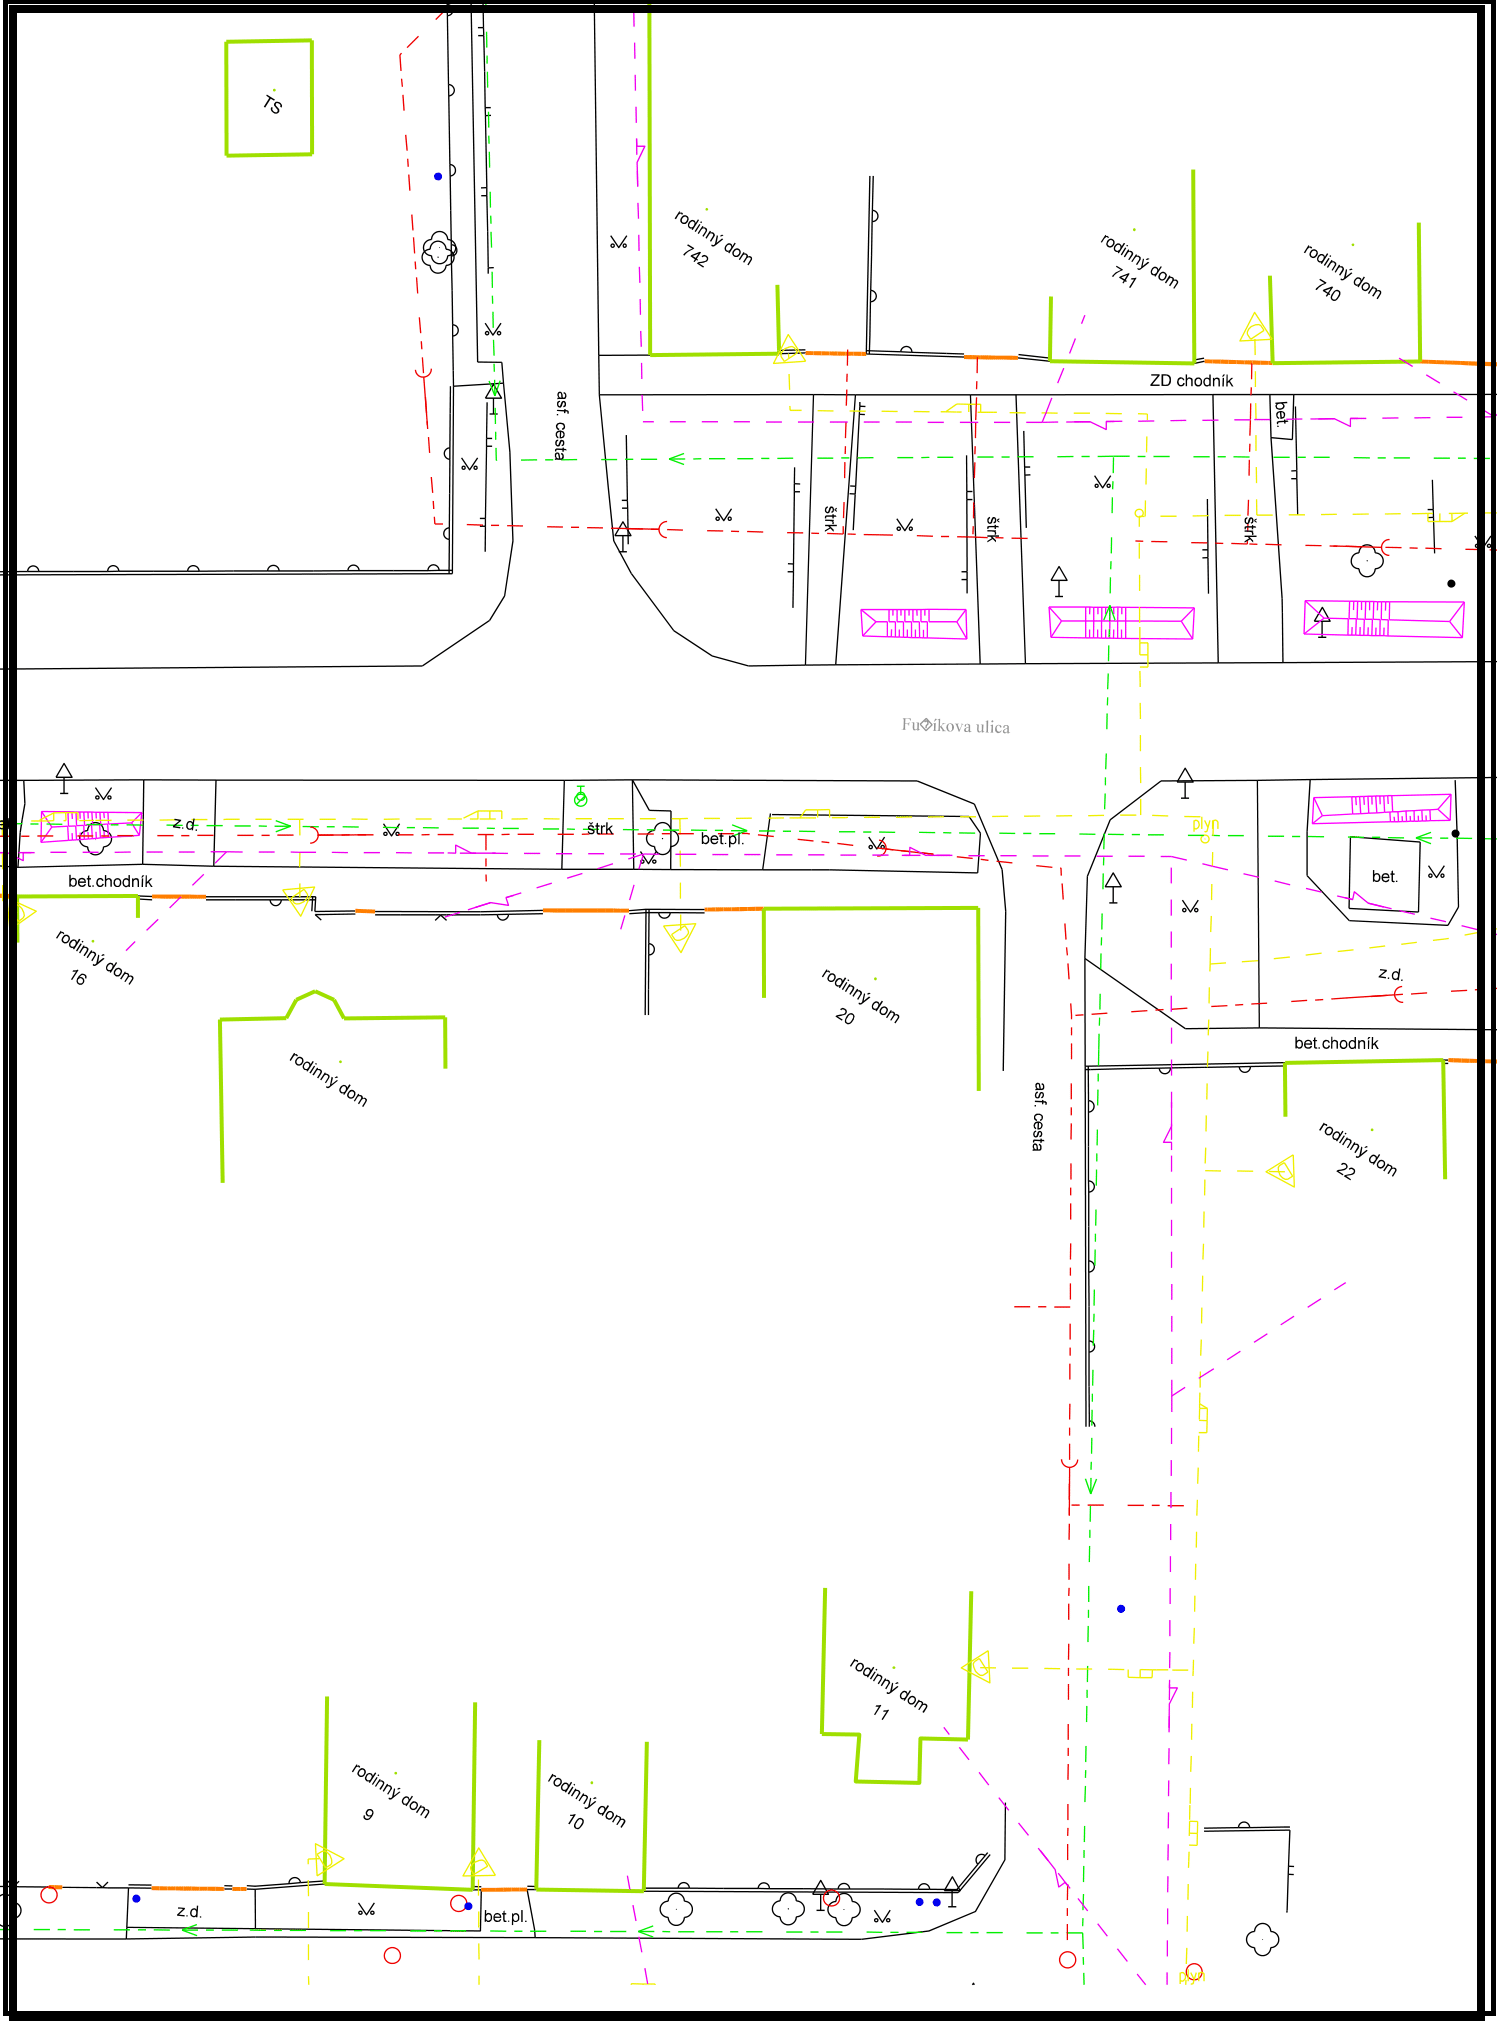 TS
rodinný dom
742
rodinný dom
741
rodinný dom
740
ZD chodník
asf. cesta
bet.
štrk
štrk
štrk
Fu�íkova ulica
z.d.
štrk
bet.pl.
plyn
bet.chodník
bet.
rodinný dom
16
rodinný dom
20
z.d.
rodinný dom
bet.chodník
asf. cesta
rodinný dom
22
rodinný dom
11
rodinný dom
9
rodinný dom
10
z.d.
bet.pl.
plyn